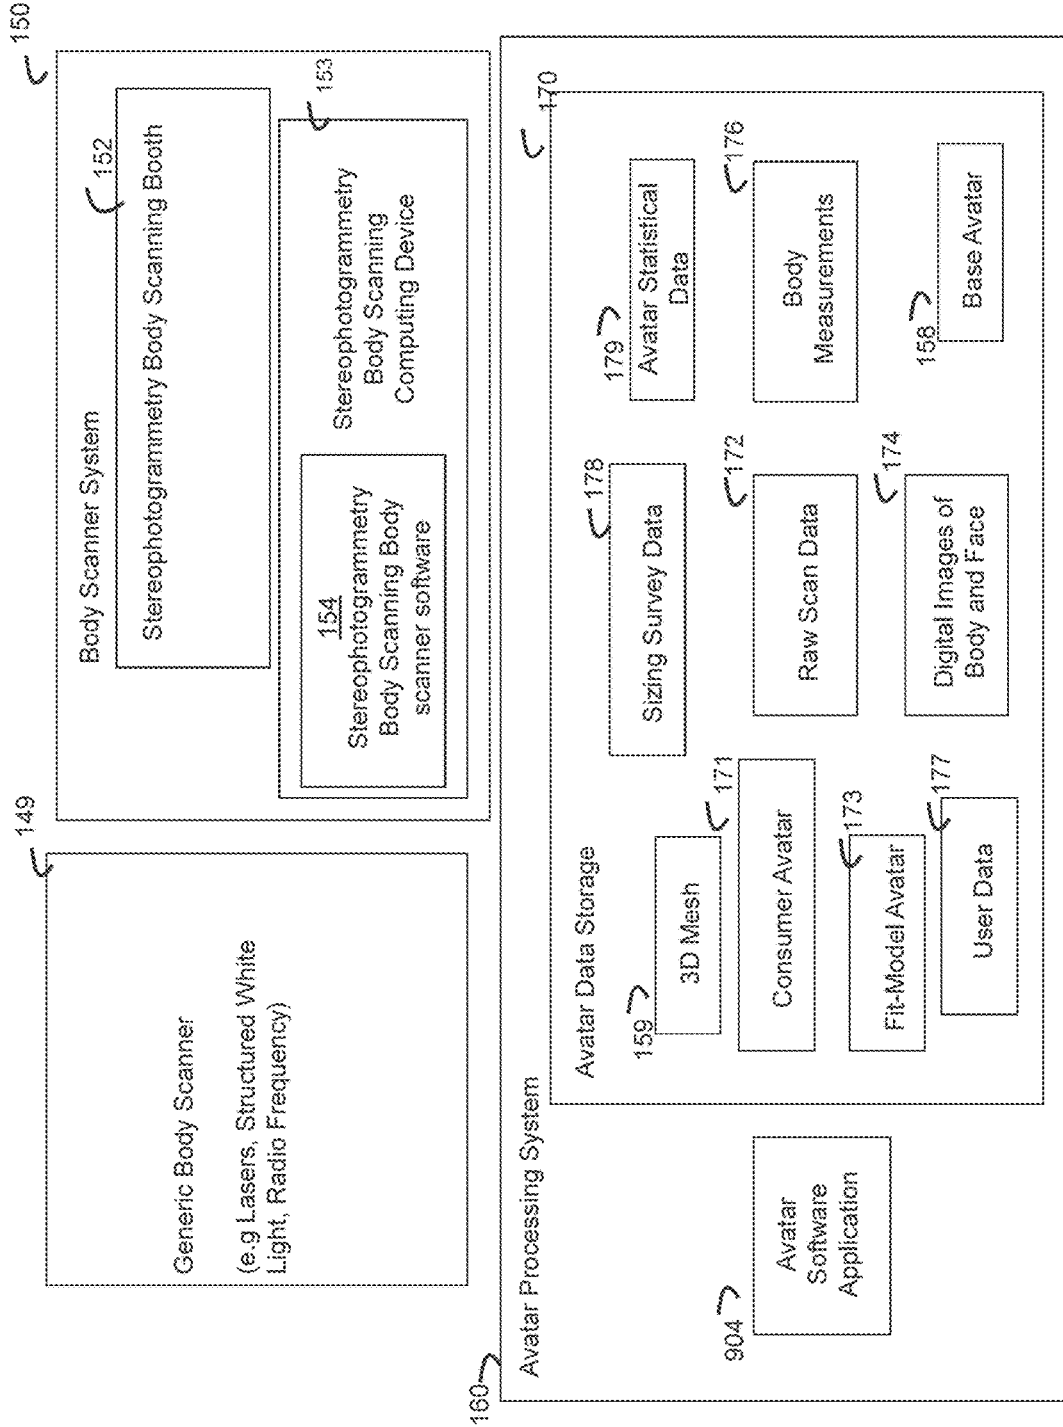 149
Generic Body Scanner
(e.g Lasers, Structured White
Light, Radio Frequency)
150
Body Scanner System
152
Stereophotogrammetry Body Scanning Booth
153
154
Stereophotogrammetry
Body Scanning Body
scanner software
Stereophotogrammetry
Body Scanning
Computing Device
160
Avatar Processing System
904
Avatar
Software
Application
170
Avatar Data Storage
159
3D Mesh
171
Consumer Avatar
173
Fit-Model Avatar
177
User Data
178
Sizing Survey Data
172
Raw Scan Data
174
Digital Images of
Body and Face
179
Avatar Statistical
Data
176
Body
Measurements
158
Base Avatar